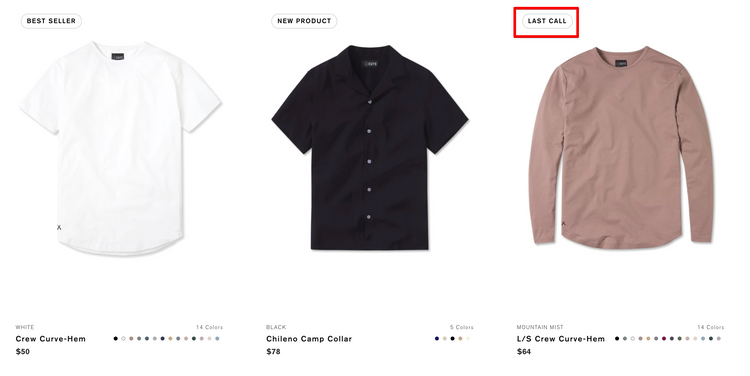 BEST SELLER
NEW PRODUCT
LAST CALL
WHITE
14 Colors
Crew Curve-Hem
$50
BLACK
5 Colors
Chileno Camp Collar
$78
MOUNTAIN MIST
14 Colors
L/S Crew Curve-Hem
$64